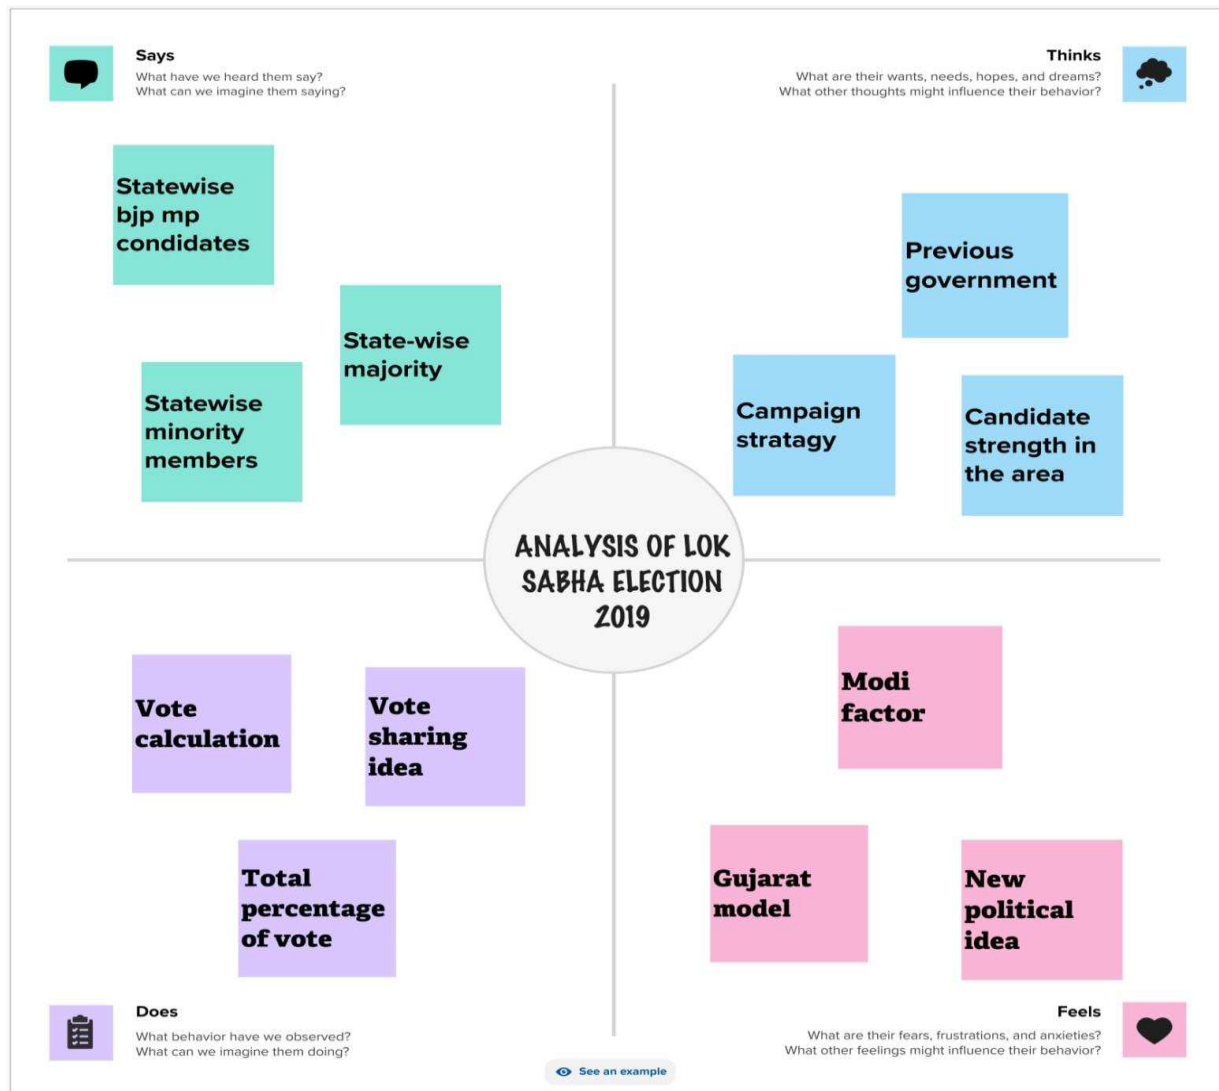 Says
What have we heard them say?
What can we imagine them saying?
Thinks
What are their wants, needs, hopes, and dreams?
What other thoughts might influence their behavior?
Statewise
bjp mp
condidates
State-wise
majority
Statewise
minority
members
Previous
government
Campaign
stratagy
Candidate
strength in
the area
ANALYSIS OF LOK
SABHA ELECTION
2019
Vote
calculation
Vote
sharing
idea
Total
percentage
of vote
Modi
factor
Gujarat
model
New
political
idea
Does
What behavior have we observed?
What can we imagine them doing?
Feels
What are their fears, frustrations, and anxieties?
What other feelings might influence their behavior?
See an example